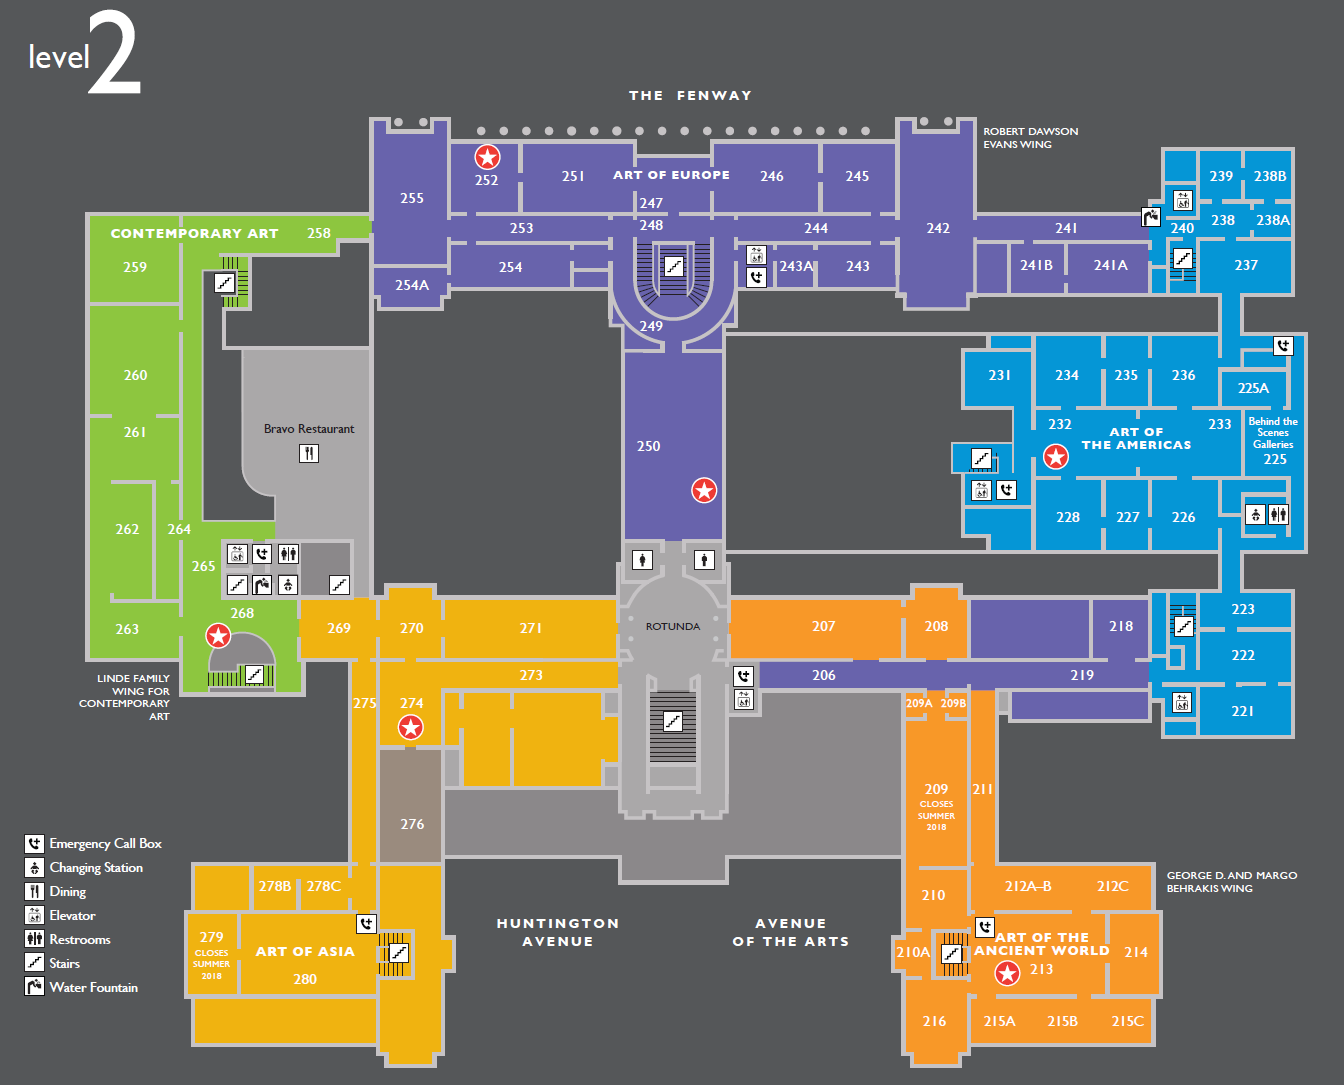 level 2
THE FENWAY
ROBERT DAWSON
EVANS WING
252
251
ART OF EUROPE
246
245
255
247
253
248
244
242
241
240
239
238B
238
238A
237
254
243A
243
241B
241A
254A
249
250
CONTEMPORARY ART
258
259
260
261
262
264
265
263
268
Bravo Restaurant
LINDE FAMILY
WING FOR
CONTEMPORARY
ART
231
234
235
236
225A
232
233
ART OF
THE AMERICAS
Behind the
Scenes
Galleries
225
228
227
226
223
222
221
269
270
271
ROTUNDA
207
208
218
273
206
219
275
274
209A
209B
276
209
CLOSES
SUMMER
2018
211
278B
278C
279
CLOSES
SUMMER
2018
ART OF ASIA
280
HUNTINGTON
AVENUE
AVENUE
OF THE ARTS
210
212A–B
212C
GEORGE D. AND MARGO
BEHRAKIS WING
210A
ART OF THE
ANCIENT WORLD
213
214
216
215A
215B
215C
Emergency Call Box
Changing Station
Dining
Elevator
Restrooms
Stairs
Water Fountain